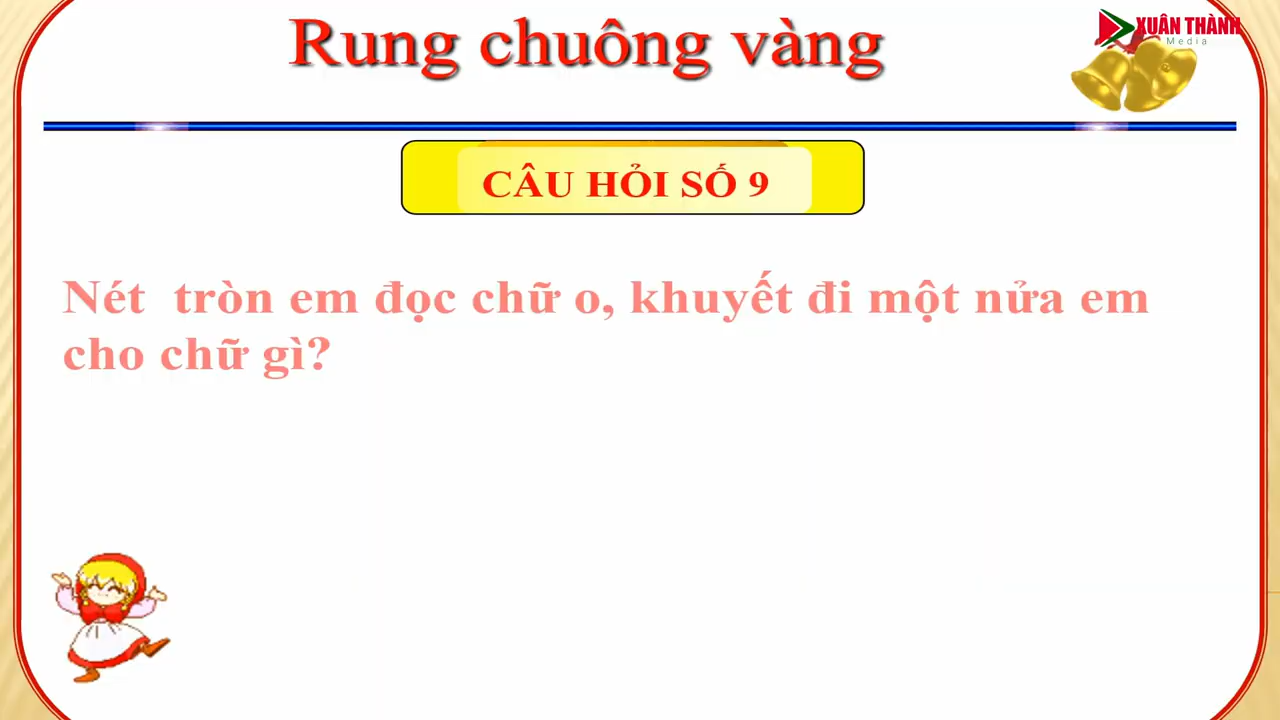 Rung chuông vàng
XUÂN THÀNH
Media
CÂU HỎI SỐ 9
Nét tròn em đọc chữ o, khuyết đi một nửa em
cho chữ gì?